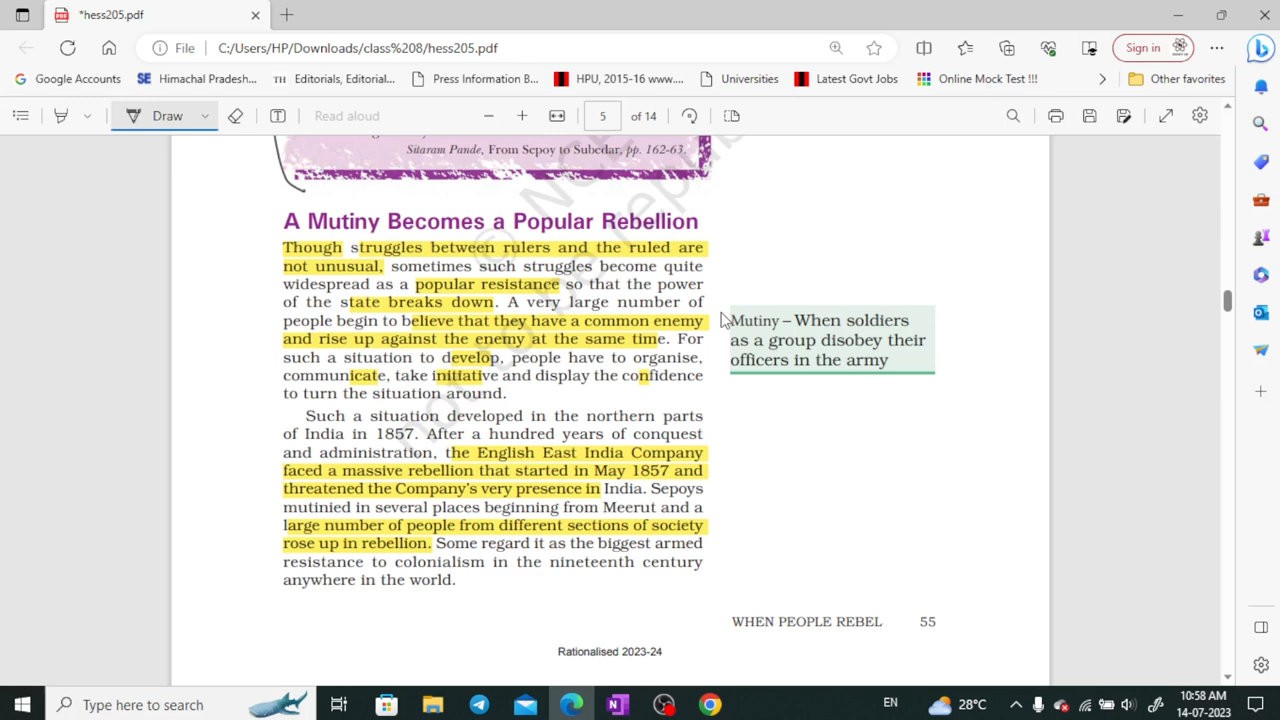 *hess205.pdf
File
C:/Users/HP/Downloads/class%208/hess205.pdf
Sign in
Google Accounts
SE Himachal Pradesh...
TH Editorials, Editorial...
Press Information B...
HPU, 2015-16 www....
Universities
Latest Govt Jobs
Online Mock Test !!!
Other favorites
Draw
Read aloud
5 of 14
Sitaram Pande, From Sepoy to Subedar, pp. 162-63.
A Mutiny Becomes a Popular Rebellion
Though struggles between rulers and the ruled are
not unusual, sometimes such struggles become quite
widespread as a popular resistance so that the power
of the state breaks down. A very large number of
people begin to believe that they have a common enemy
and rise up against the enemy at the same time. For
such a situation to develop, people have to organise,
communicate, take initiative and display the confidence
to turn the situation around.
Such a situation developed in the northern parts
of India in 1857. After a hundred years of conquest
and administration, the English East India Company
faced a massive rebellion that started in May 1857 and
threatened the Company's very presence in India. Sepoys
mutinied in several places beginning from Meerut and a
large number of people from different sections of society
rose up in rebellion. Some regard it as the biggest armed
resistance to colonialism in the nineteenth century
anywhere in the world.
Mutiny – When soldiers
as a group disobey their
officers in the army
WHEN PEOPLE REBEL 55
Rationalised 2023-24
Type here to search
EN
28°C
10:58 AM
14-07-2023